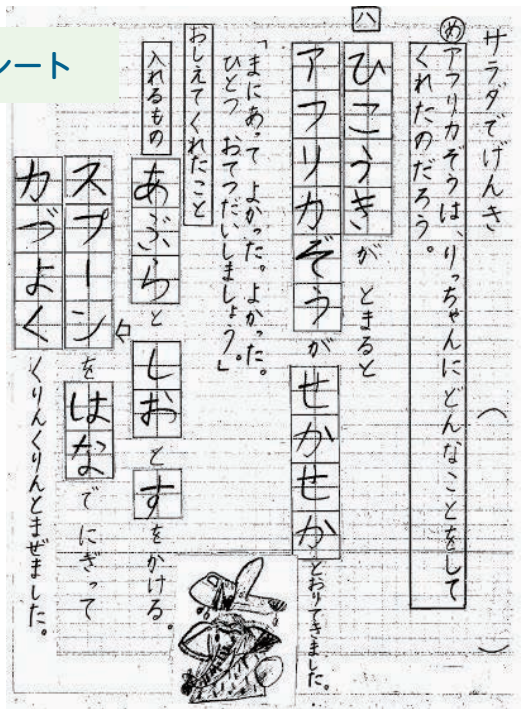 ンート
サラダでげんき（　　）
め アフリカぞうは、りっちゃんにどんなことをして
くれたのだろう。
八
ひこうきが とまると
アフリカぞうが せかせかとおりてきました。
「まにあって よかった。よかった。
ひとつ おてつだいしましょう。」
おしえてくれたこと
入れるもの あぶらと しおと すをかける。
スプーンを はなで にぎって
力づよく くりんくりんとまぜました。